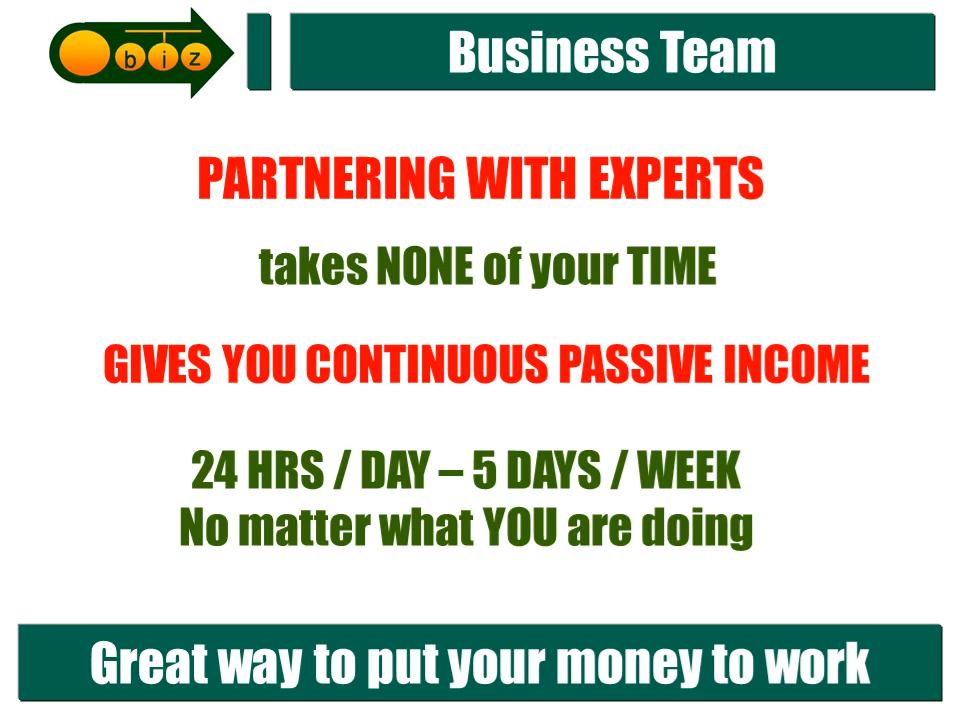 biz
Business Team
PARTNERING WITH EXPERTS
takes NONE of your TIME
GIVES YOU CONTINUOUS PASSIVE INCOME
24 HRS / DAY – 5 DAYS / WEEK
No matter what YOU are doing
Great way to put your money to work